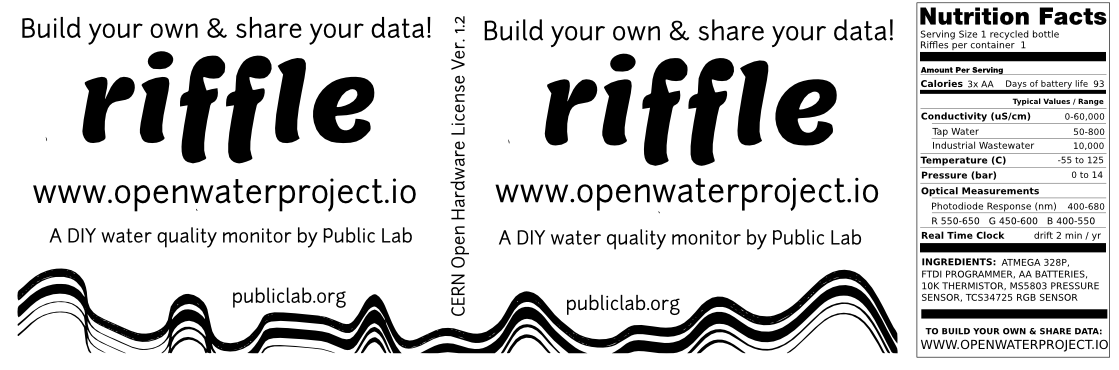 Build your own & share your data!
riffle
www.openwaterproject.io
A DIY water quality monitor by Public Lab
publiclab.org
CERN Open Hardware License Ver. 1.2
Build your own & share your data!
riffle
www.openwaterproject.io
A DIY water quality monitor by Public Lab
publiclab.org
Nutrition Facts
Serving Size 1 recycled bottle
Riffles per container 1
Amount Per Serving
Calories 3x AA Days of battery life 93
Typical Values / Range
Conductivity (uS/cm) 0-60,000
Tap Water 50-800
Industrial Wastewater 10,000
Temperature (C) -55 to 125
Pressure (bar) 0 to 14
Optical Measurements
Photodiode Response (nm) 400-680
R 550-650 G 450-600 B 400-550
Real Time Clock drift 2 min / yr
INGREDIENTS: ATMEGA 328P,
FTDI PROGRAMMER, AA BATTERIES,
10K THERMISTOR, MS5803 PRESSURE
SENSOR, TCS34725 RGB SENSOR
TO BUILD YOUR OWN & SHARE DATA:
WWW.OPENWATERPROJECT.IO